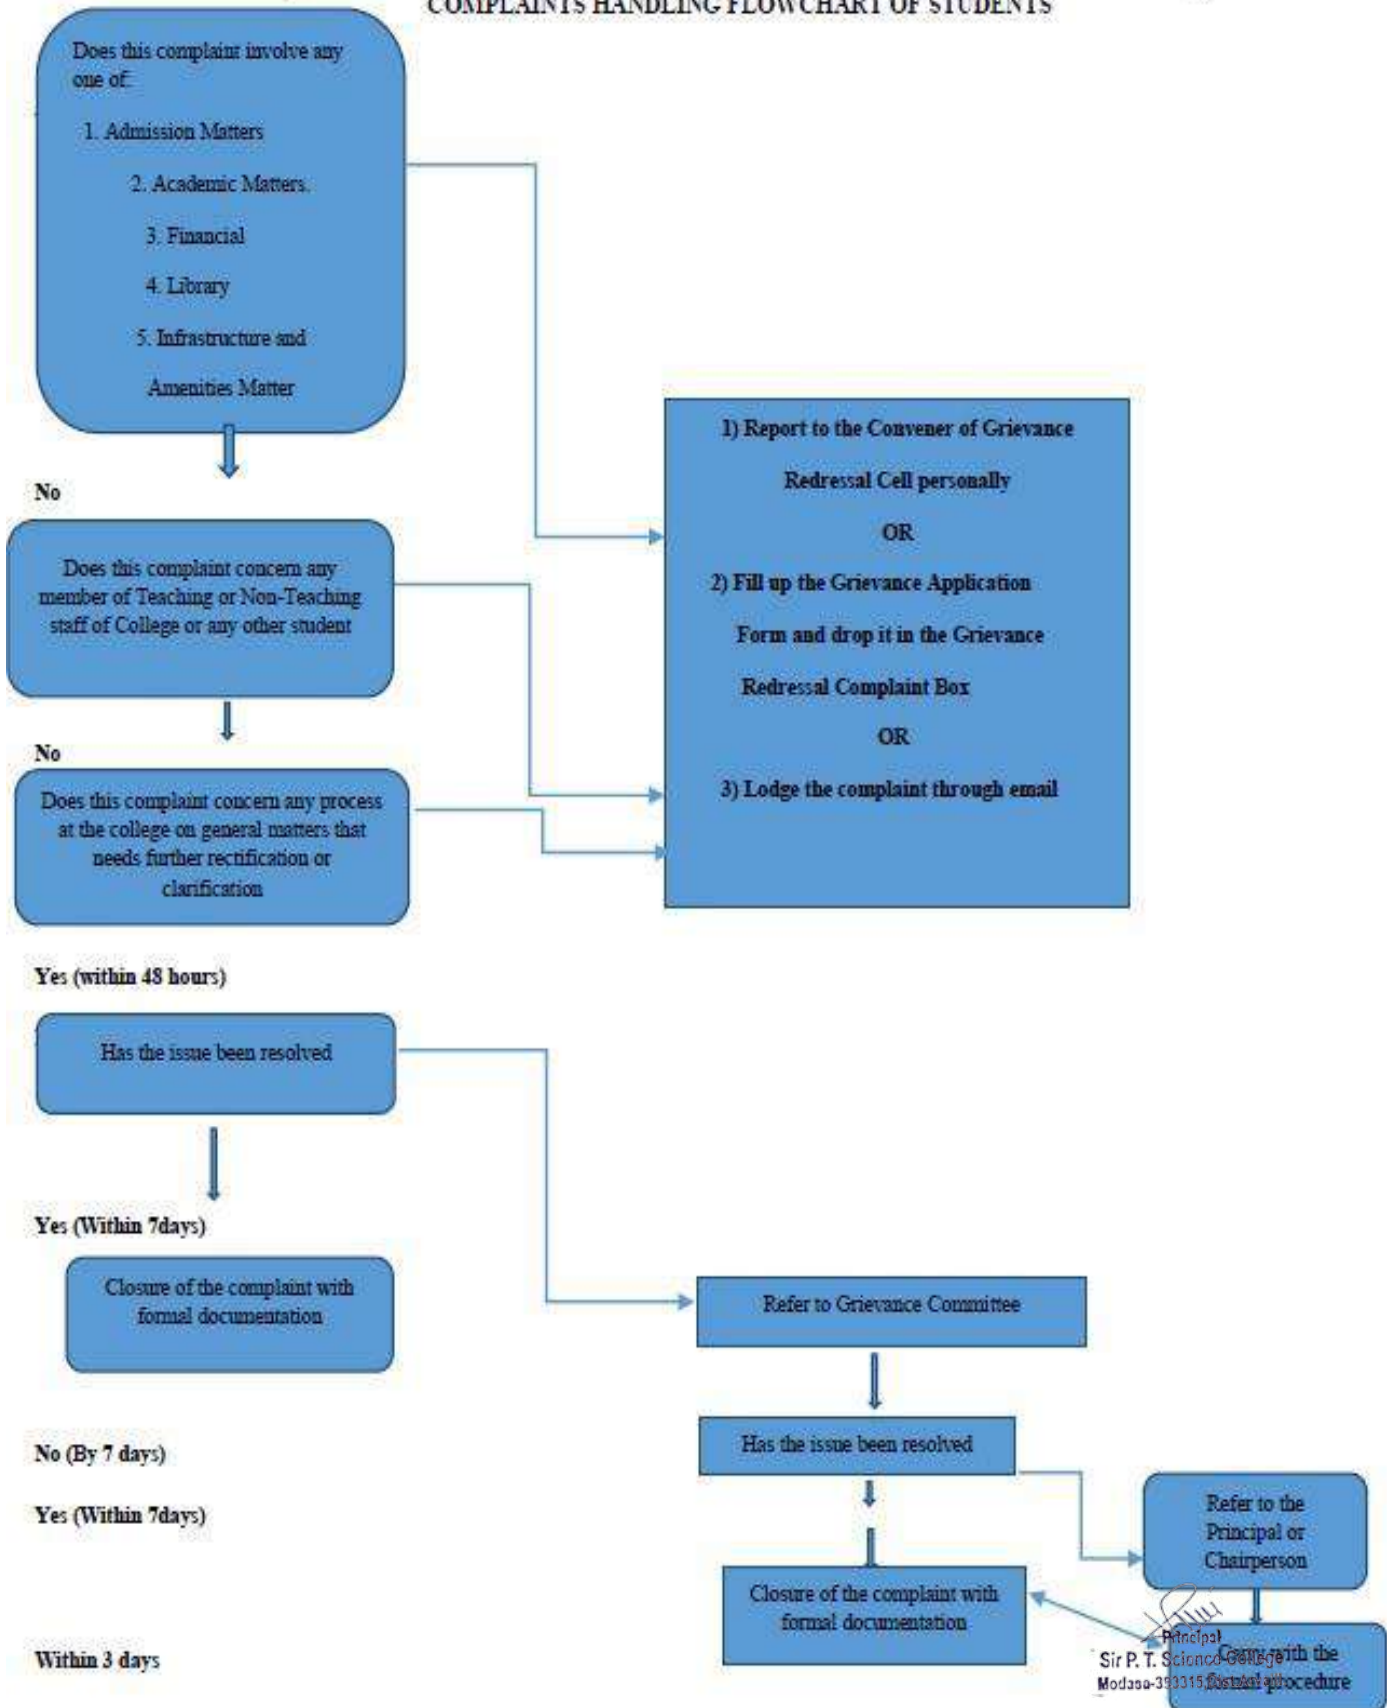 COMPLAINTS HANDLING FLOWCHART OF STUDENTS
Does this complaint involve any
one of:
1. Admission Matters
2. Academic Matters.
3. Financial
4. Library
5. Infrastructure and
Amenities Matter
No
Does this complaint concern any
member of Teaching or Non-Teaching
staff of College or any other student
No
Does this complaint concern any process
at the college on general matters that
needs further rectification or
clarification
1) Report to the Convener of Grievance
Redressal Cell personally
OR
2) Fill up the Grievance Application
Form and drop it in the Grievance
Redressal Complaint Box
OR
3) Lodge the complaint through email
Yes (within 48 hours)
Has the issue been resolved
Yes (Within 7days)
Closure of the complaint with
formal documentation
Refer to Grievance Committee
No (By 7 days)
Has the issue been resolved
Yes (Within 7days)
Refer to the
Principal or
Chairperson
Closure of the complaint with
formal documentation
Within 3 days
Carry with the
formal procedure
Principal
Sir P. T. Science College